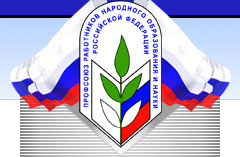 ПРОФСОЮЗ РАБОТНИКОВ НАРОДНОГО ОБРАЗОВАНИЯ И НАУКИ
РОССИЙСКОЙ ФЕДЕРАЦИИ